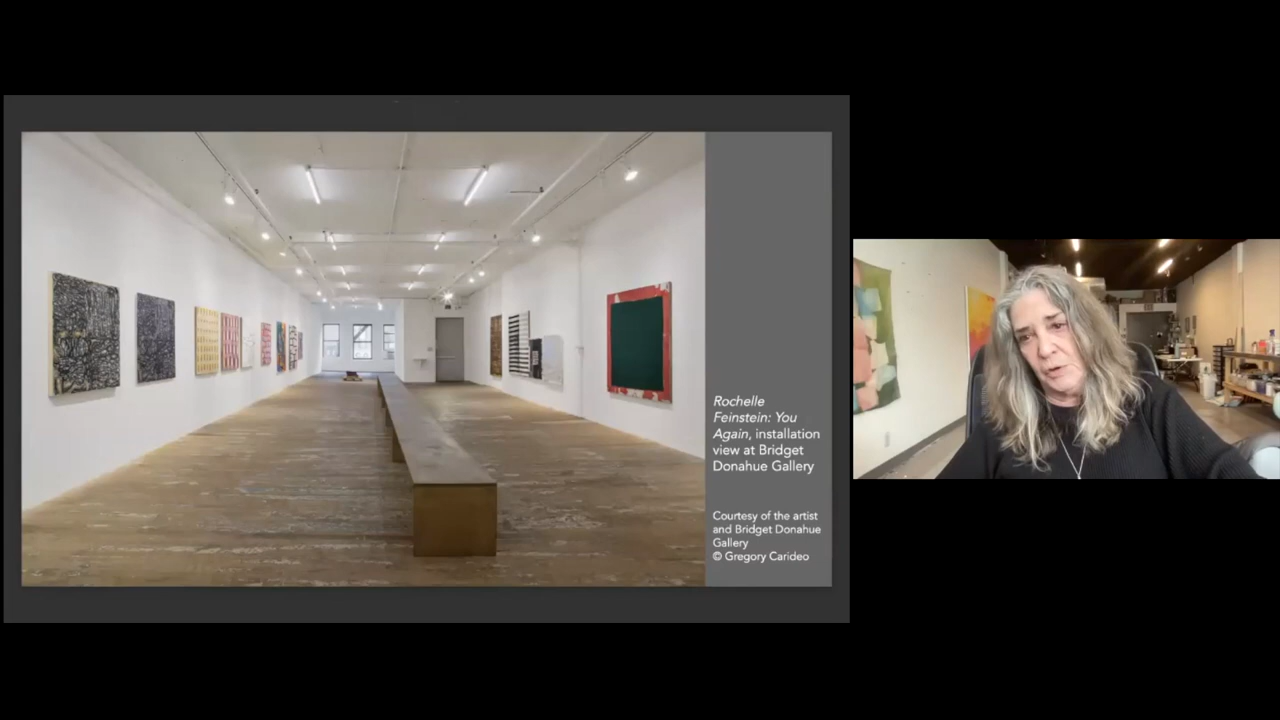 Rochelle
Feinstein: You
Again, installation
view at Bridget
Donahue Gallery
Courtesy of the artist
and Bridget Donahue
Gallery
© Gregory Carideo